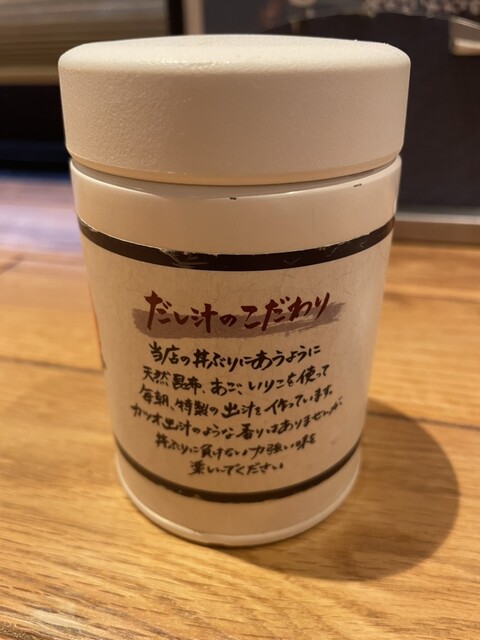 だし汁のこだわり
当店の丼ぶりにあうように
天然昆布、あご、いりこを使って
毎朝、特製の出汁を作っています。
カツオ出汁のような香りはありませんが、
丼ぶりに負けない力強い味を
楽しんでください